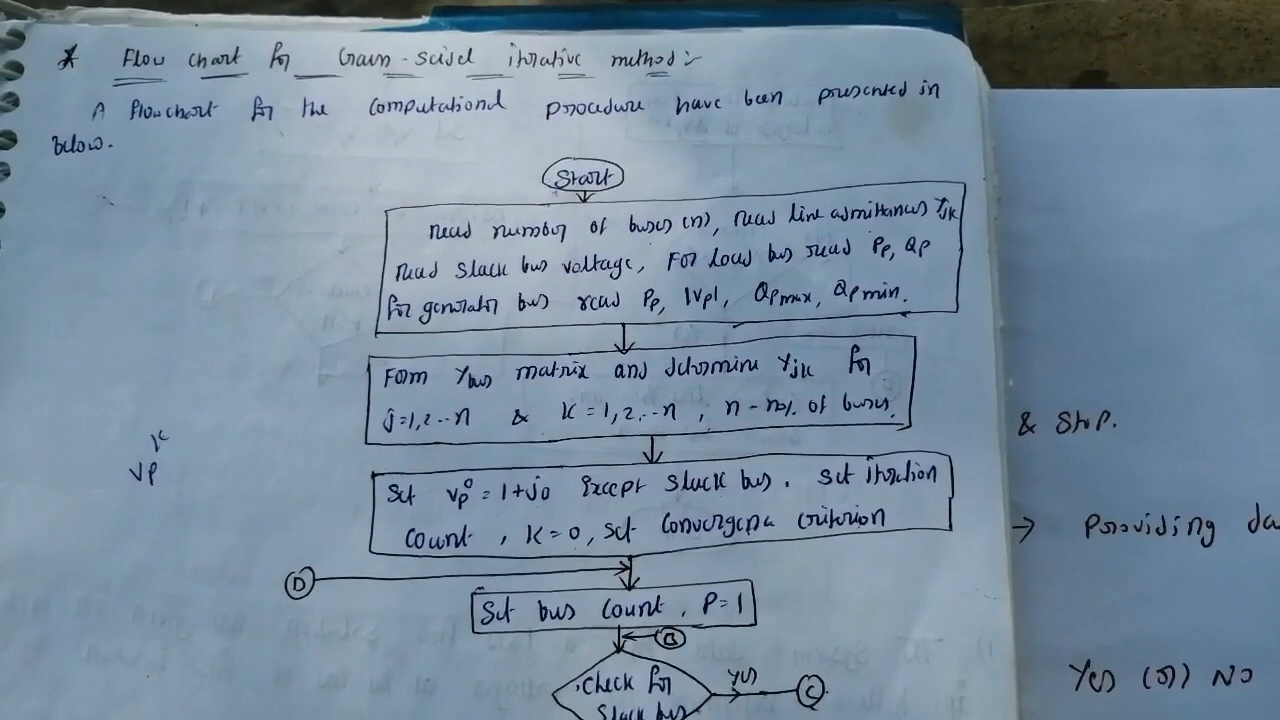 * Flow chart for Gauss-seisel iterative method:-
A flowchart for the computational procedure have been presented in
below.
Start
read number of buses (n), read line admittances Yjk
read slack bus voltage, For load bus read Pp, Qp
for generator bus read Pp, |Vp|, Qpmax, Qpmin.
Form Ybus matrix and determine Yjk for
j=1,2..n & K=1,2..n ; n - no/. of buses.
Set Vp⁰ = 1+j0 except slack bus. Set iteration
count, K=0, set convergence criterion
D
Set bus count, P=1
B
check for
slack bus
yes
C
Vp^K
& Stop.
→ Providing da
Yes (or) No